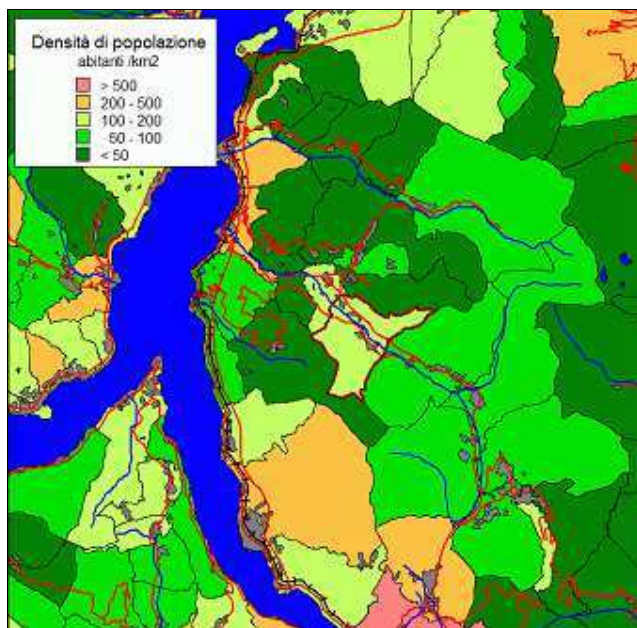 Densità di popolazione
abitanti /km2
> 500
200 - 500
100 - 200
50 - 100
< 50